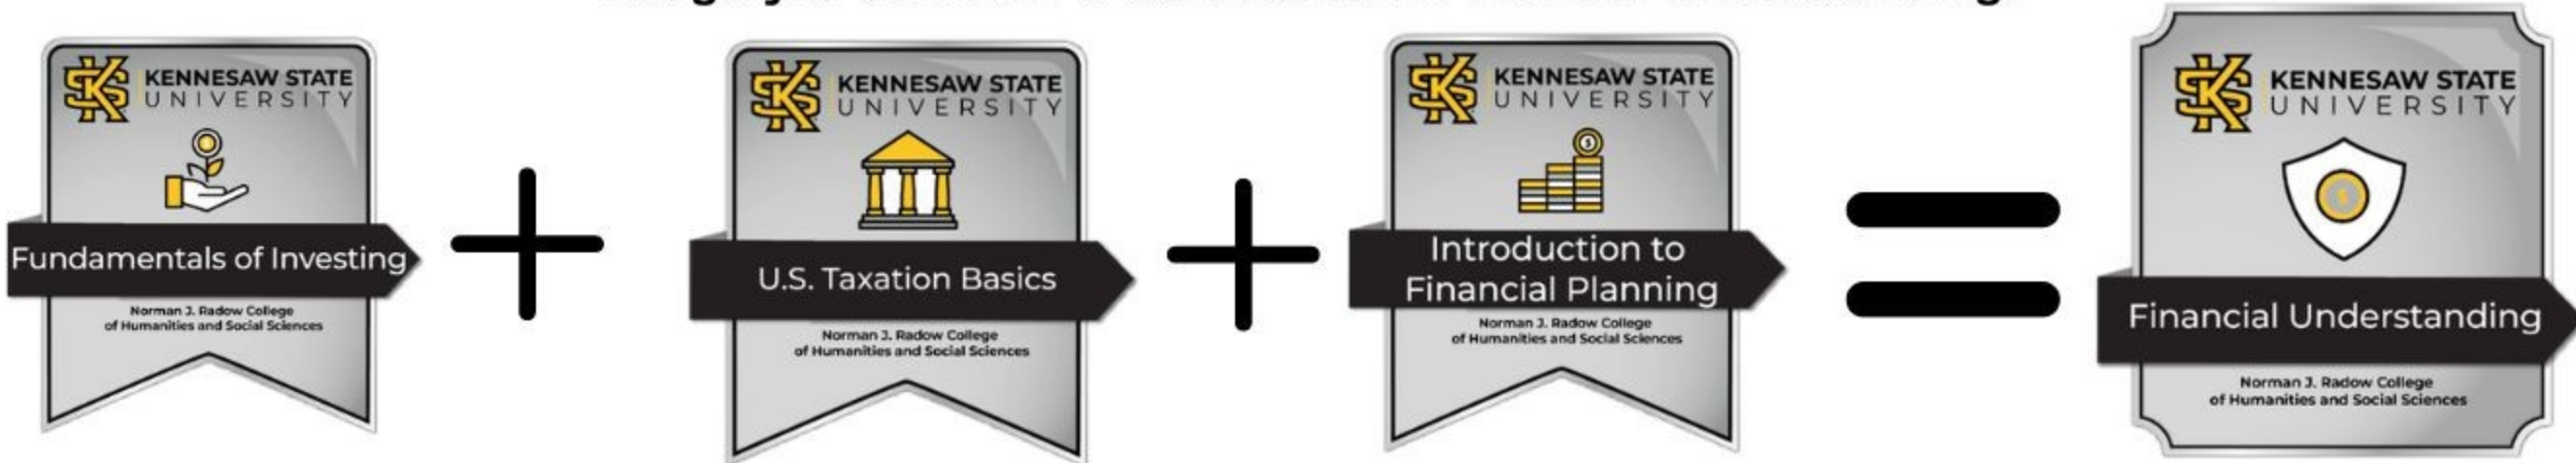 KENNESAW STATE
UNIVERSITY
Fundamentals of Investing
Norman J. Radow College
of Humanities and Social Sciences
KENNESAW STATE
UNIVERSITY
U.S. Taxation Basics
Norman J. Radow College
of Humanities and Social Sciences
KENNESAW STATE
UNIVERSITY
$
Introduction to
Financial Planning
Norman J. Radow College
of Humanities and Social Sciences
KENNESAW STATE
UNIVERSITY
$
Financial Understanding
Norman J. Radow College
of Humanities and Social Sciences